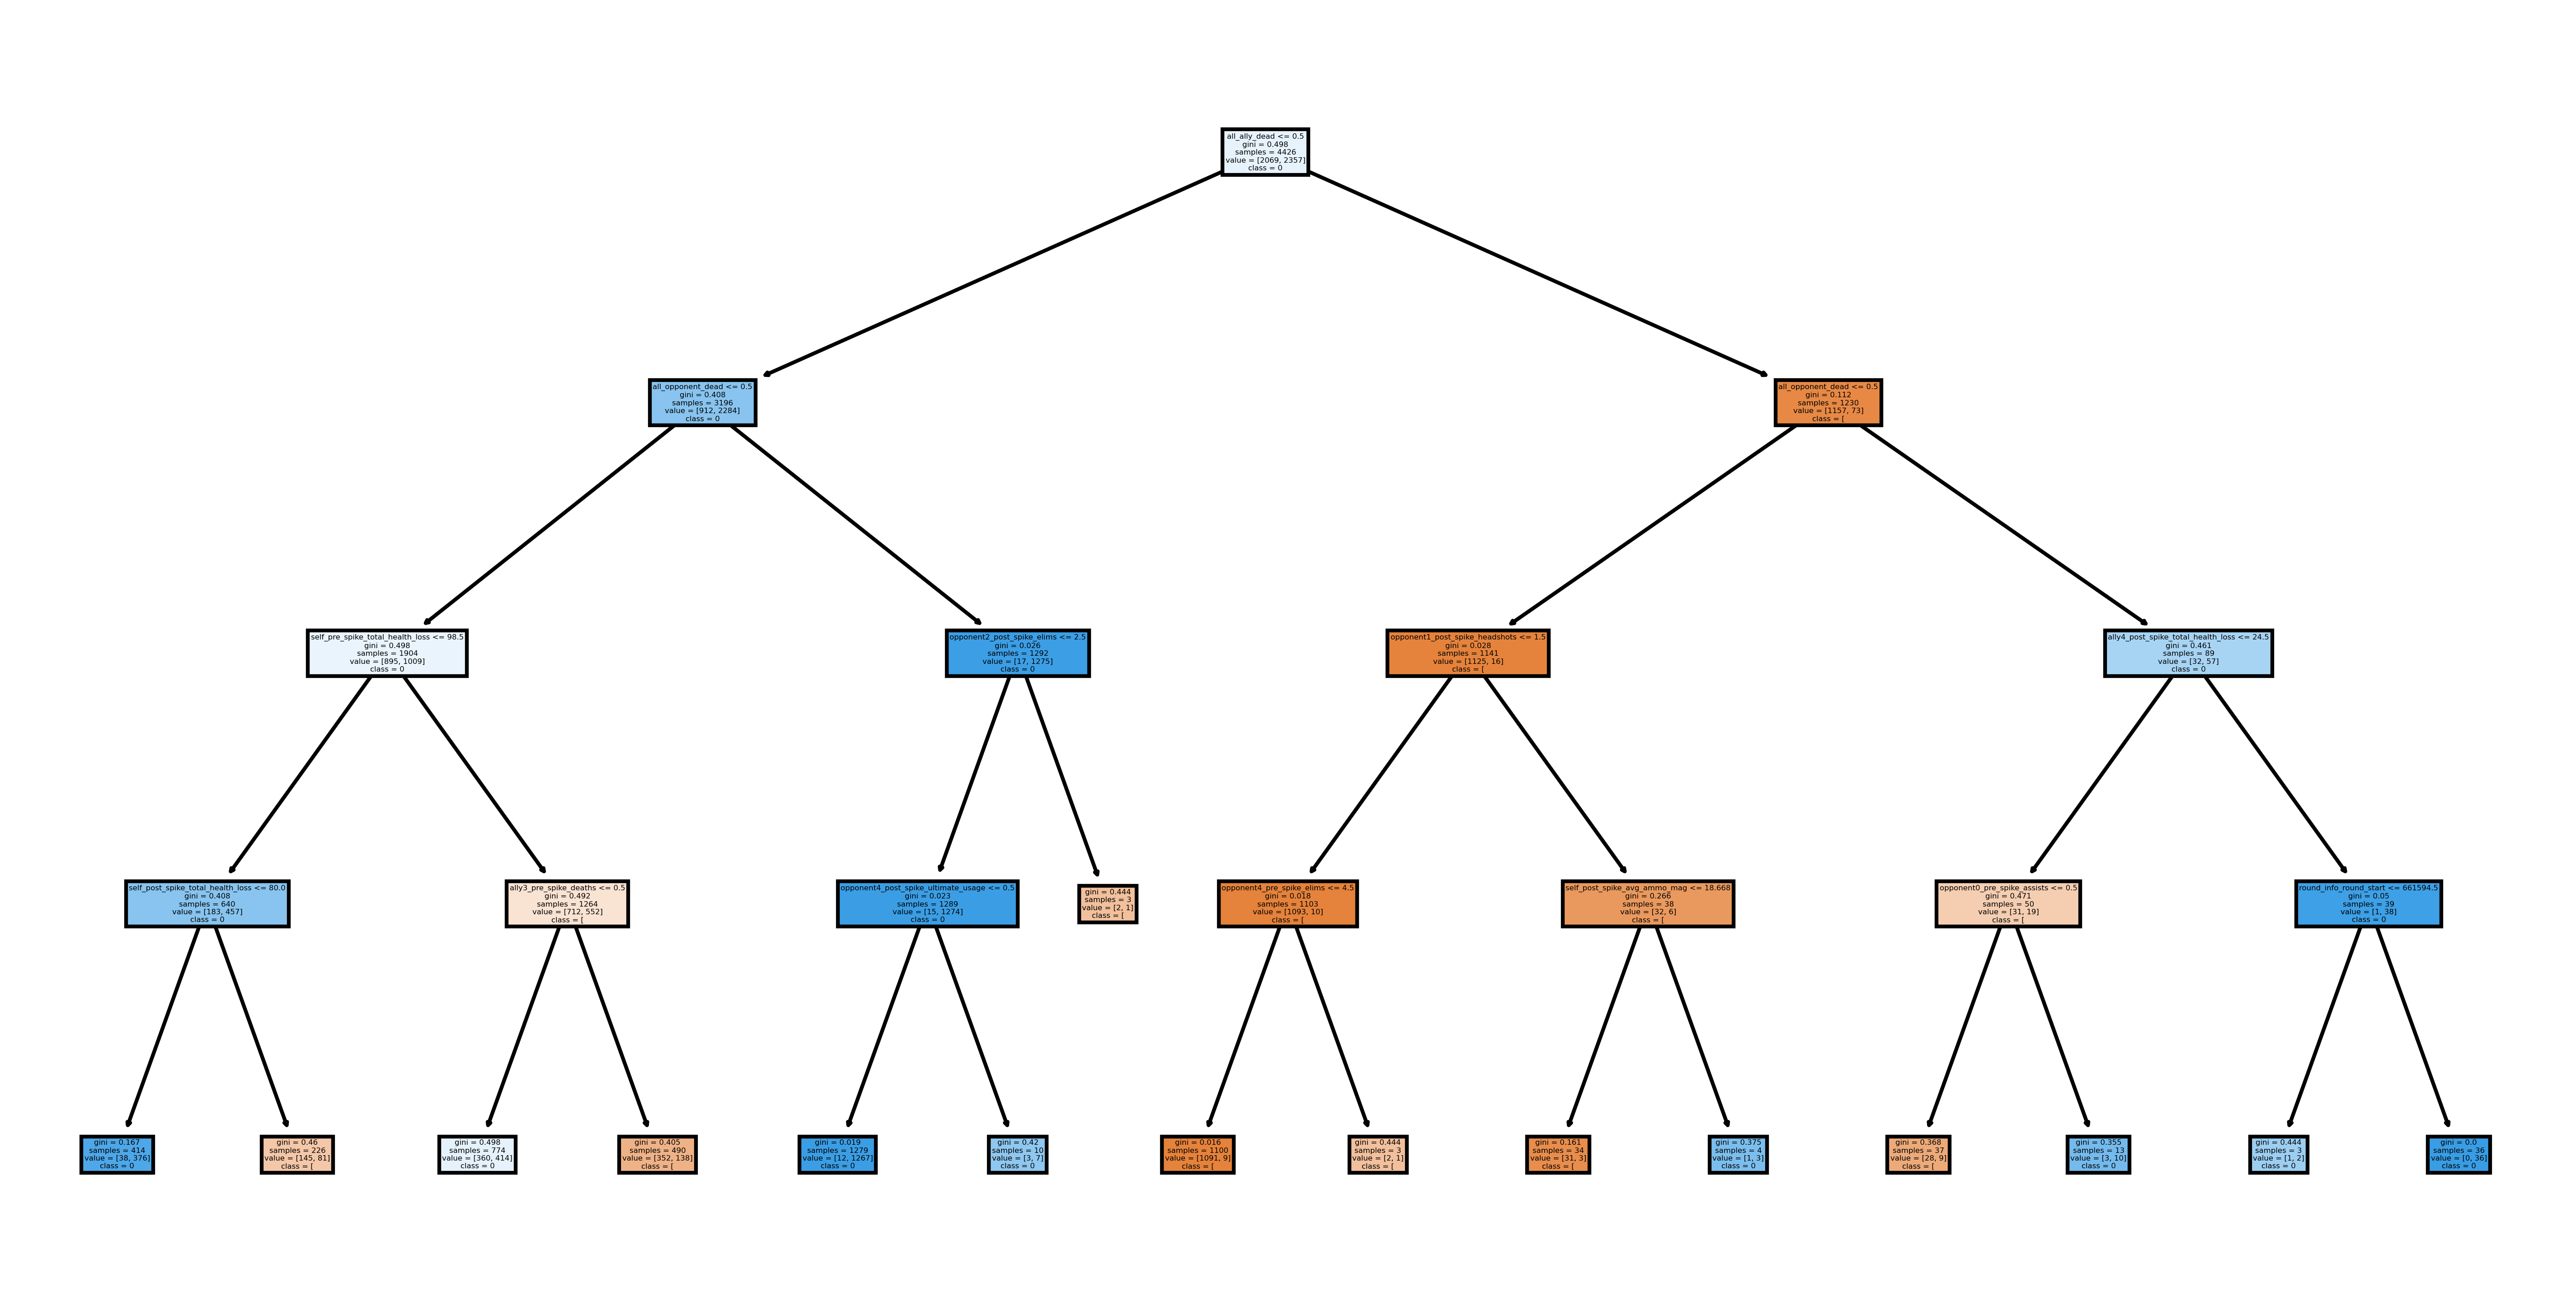 all_ally_dead <= 0.5
gini = 0.498
samples = 4426
value = [2069, 2357]
class = 0
all_opponent_dead <= 0.5
gini = 0.408
samples = 3196
value = [912, 2284]
class = 0
all_opponent_dead <= 0.5
gini = 0.112
samples = 1230
value = [1157, 73]
class = [
self_pre_spike_total_health_loss <= 98.5
gini = 0.498
samples = 1904
value = [895, 1009]
class = 0
opponent2_post_spike_elims <= 2.5
gini = 0.026
samples = 1292
value = [17, 1275]
class = 0
opponent1_post_spike_headshots <= 1.5
gini = 0.028
samples = 1141
value = [1125, 16]
class = [
ally4_post_spike_total_health_loss <= 24.5
gini = 0.461
samples = 89
value = [32, 57]
class = 0
self_post_spike_total_health_loss <= 80.0
gini = 0.408
samples = 640
value = [183, 457]
class = 0
ally3_pre_spike_deaths <= 0.5
gini = 0.492
samples = 1264
value = [712, 552]
class = [
opponent4_post_spike_ultimate_usage <= 0.5
gini = 0.023
samples = 1289
value = [15, 1274]
class = 0
gini = 0.444
samples = 3
value = [2, 1]
class = [
opponent4_pre_spike_elims <= 4.5
gini = 0.018
samples = 1103
value = [1093, 10]
class = [
self_post_spike_avg_ammo_mag <= 18.668
gini = 0.266
samples = 38
value = [32, 6]
class = [
opponent0_pre_spike_assists <= 0.5
gini = 0.471
samples = 50
value = [31, 19]
class = [
round_info_round_start <= 661594.5
gini = 0.05
samples = 39
value = [1, 38]
class = 0
gini = 0.167
samples = 414
value = [38, 376]
class = 0
gini = 0.46
samples = 226
value = [145, 81]
class = [
gini = 0.498
samples = 774
value = [360, 414]
class = 0
gini = 0.405
samples = 490
value = [352, 138]
class = [
gini = 0.019
samples = 1279
value = [12, 1267]
class = 0
gini = 0.42
samples = 10
value = [3, 7]
class = 0
gini = 0.016
samples = 1100
value = [1091, 9]
class = [
gini = 0.444
samples = 3
value = [2, 1]
class = [
gini = 0.161
samples = 34
value = [31, 3]
class = [
gini = 0.375
samples = 4
value = [1, 3]
class = 0
gini = 0.368
samples = 37
value = [28, 9]
class = [
gini = 0.355
samples = 13
value = [3, 10]
class = 0
gini = 0.444
samples = 3
value = [1, 2]
class = 0
gini = 0.0
samples = 36
value = [0, 36]
class = 0